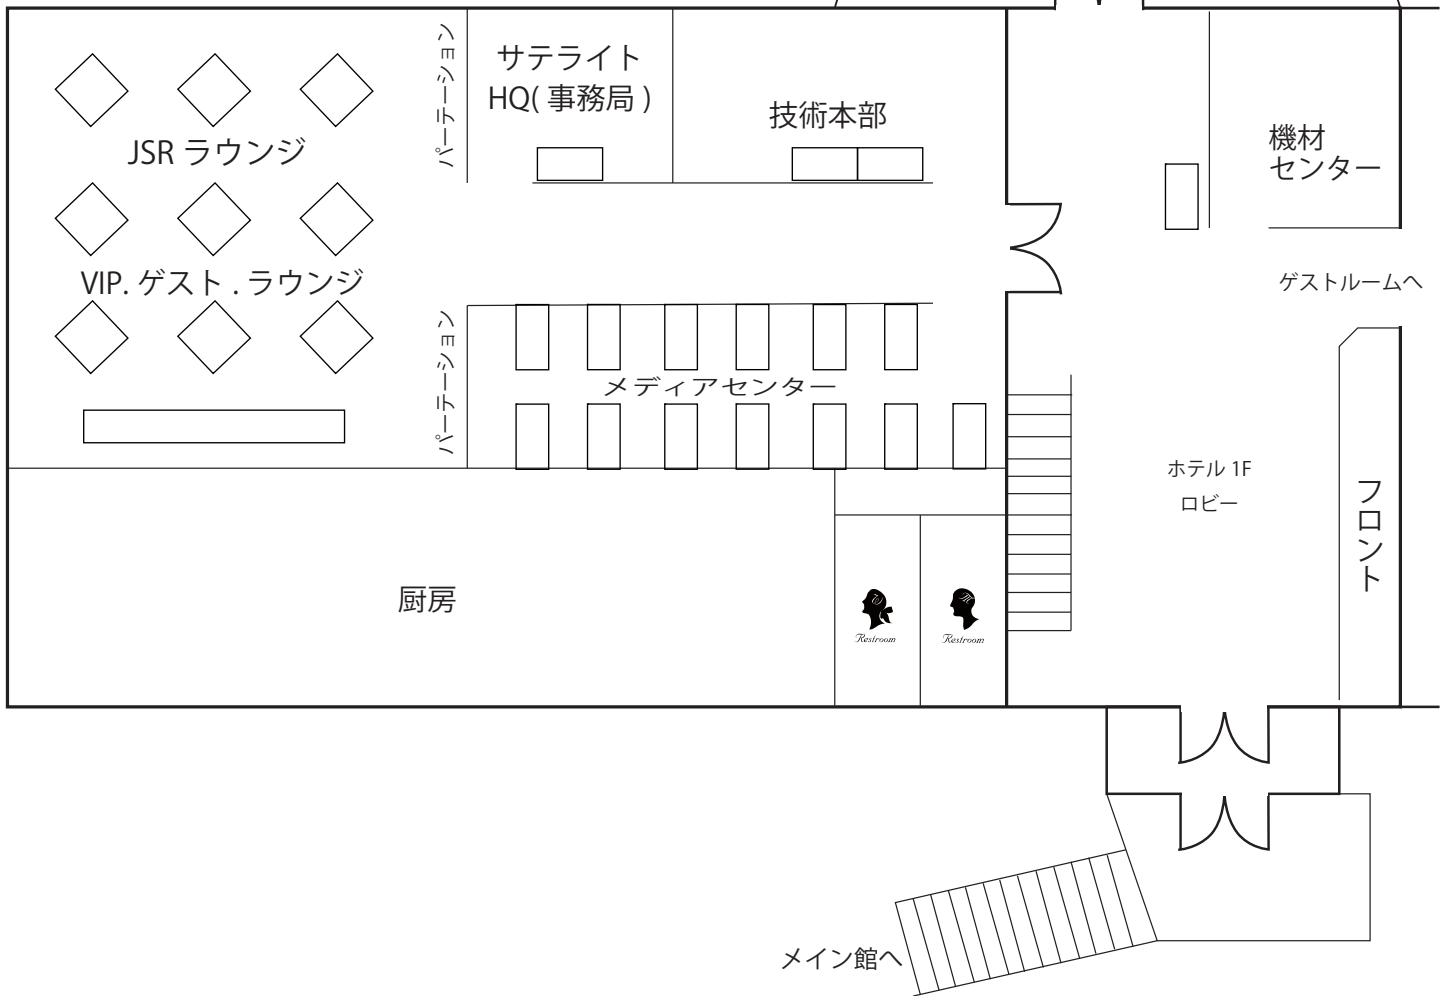 パーテーション
サテライト
HQ( 事務局 )
技術本部
機材
センター
JSR ラウンジ
VIP. ゲスト . ラウンジ
ゲストルームへ
パーテーション
メディアセンター
ホテル 1F
ロビー
フロント
厨房
W
Restroom
M
Restroom
メイン館へ